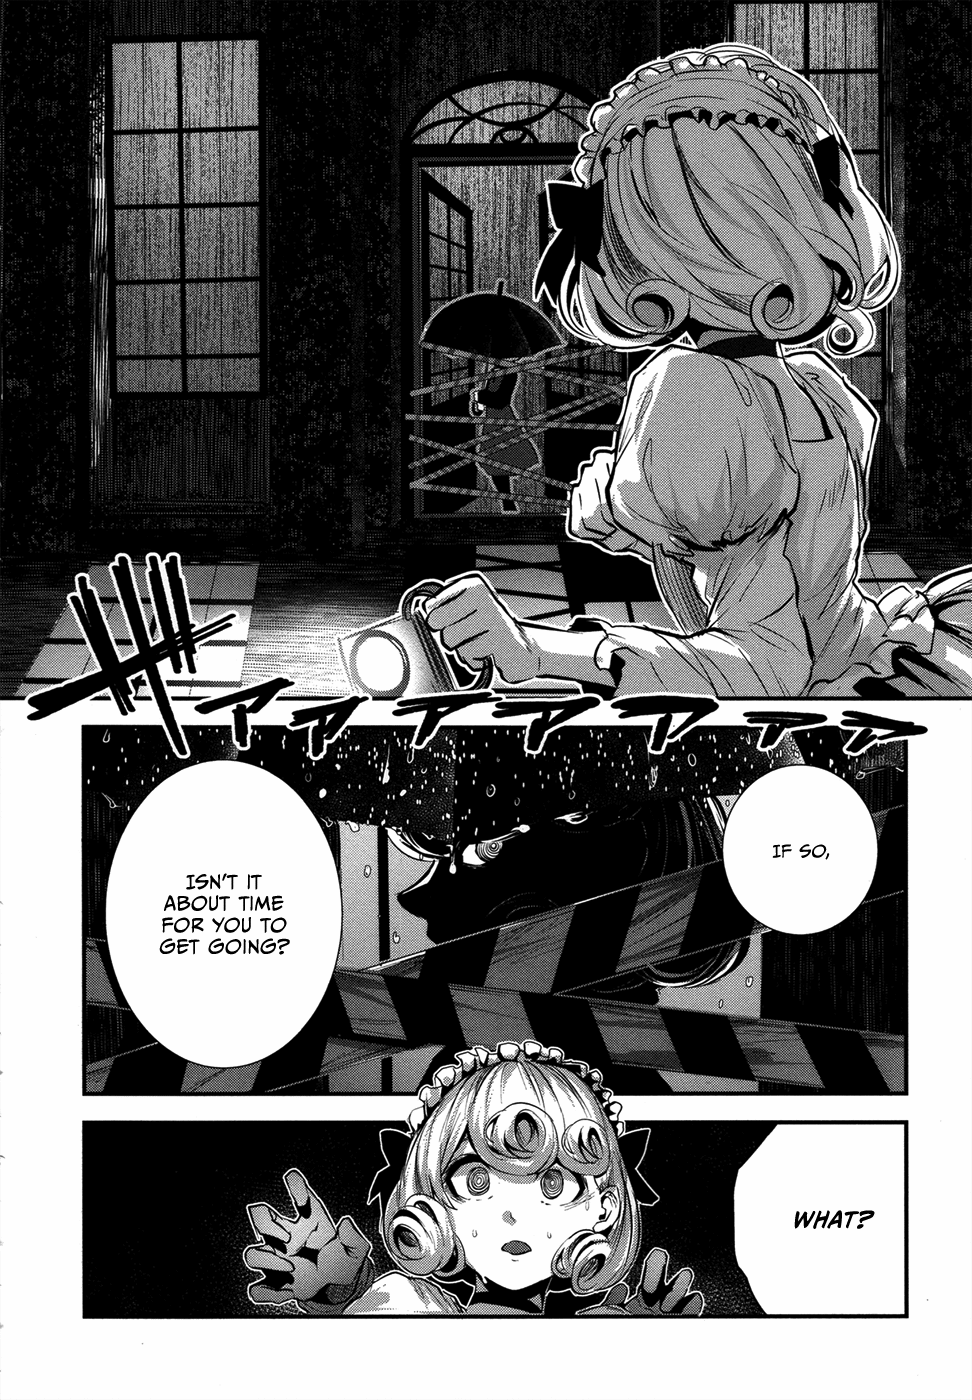 ザァァァァァァァ
IF SO,
ISN'T IT
ABOUT TIME
FOR YOU TO
GET GOING?
WHAT?